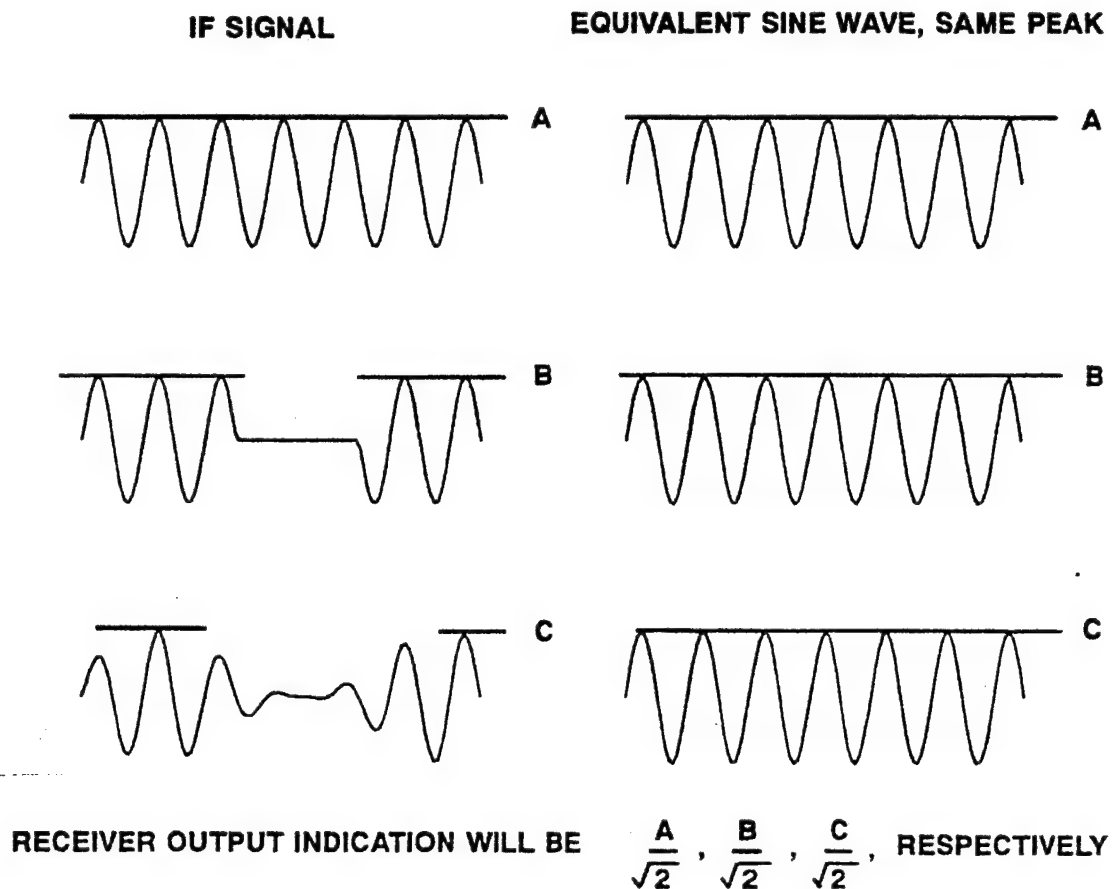 IF SIGNAL
EQUIVALENT SINE WAVE, SAME PEAK
A
A
B
B
C
C
RECEIVER OUTPUT INDICATION WILL BE A/√2 , B/√2 , C/√2 , RESPECTIVELY